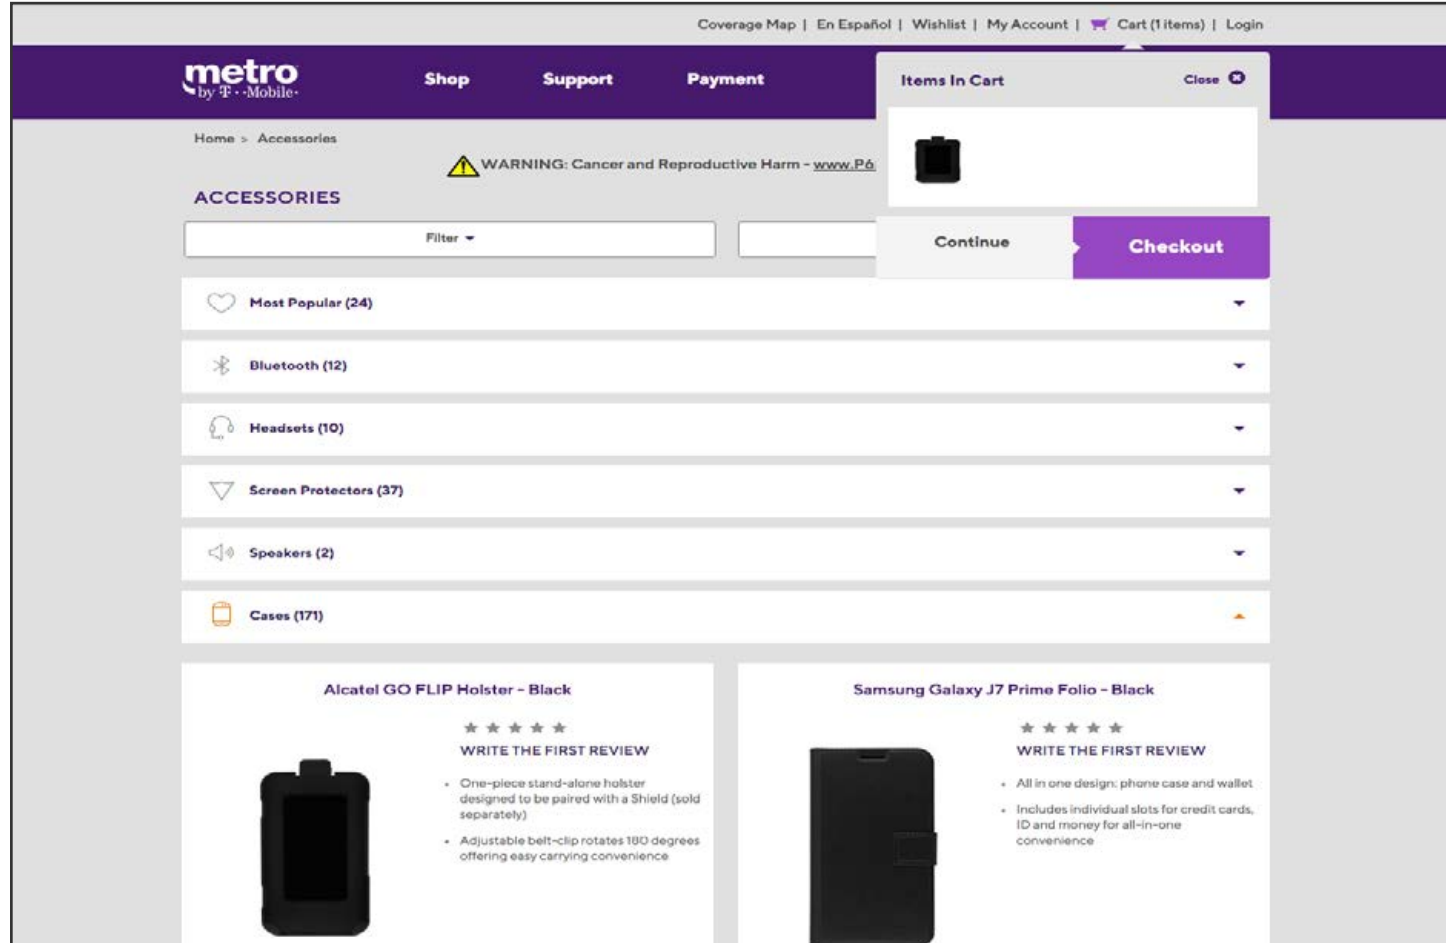 Coverage Map | En Español | Wishlist | My Account | Cart (1 items) | Login
metro
by T··Mobile·
Shop Support Payment
Items In Cart Close
Home > Accessories
WARNING: Cancer and Reproductive Harm - www.P6
ACCESSORIES
Filter
Continue Checkout
Most Popular (24)
Bluetooth (12)
Headsets (10)
Screen Protectors (37)
Speakers (2)
Cases (171)
Alcatel GO FLIP Holster - Black
WRITE THE FIRST REVIEW
• One-piece stand-alone holster
designed to be paired with a Shield (sold
separately)
• Adjustable belt-clip rotates 180 degrees
offering easy carrying convenience
Samsung Galaxy J7 Prime Folio - Black
WRITE THE FIRST REVIEW
• All in one design: phone case and wallet
• Includes individual slots for credit cards,
ID and money for all-in-one
convenience